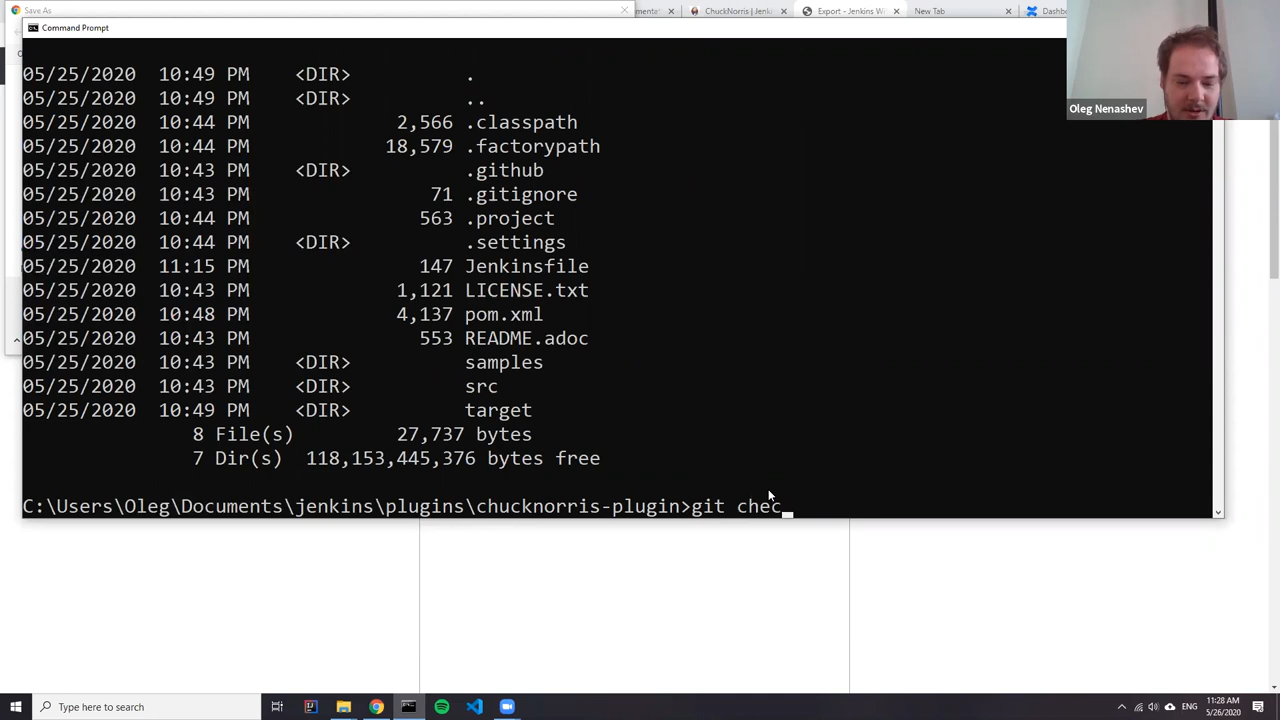 Save As
menta
ChuckNorris | Jenki
Export – Jenkins Wi
New Tab
Dashb
Command Prompt
Oleg Nenashev
05/25/2020 10:49 PM <DIR> .
05/25/2020 10:49 PM <DIR> ..
05/25/2020 10:44 PM 2,566 .classpath
05/25/2020 10:44 PM 18,579 .factorypath
05/25/2020 10:43 PM <DIR> .github
05/25/2020 10:43 PM 71 .gitignore
05/25/2020 10:44 PM 563 .project
05/25/2020 10:44 PM <DIR> .settings
05/25/2020 11:15 PM 147 Jenkinsfile
05/25/2020 10:43 PM 1,121 LICENSE.txt
05/25/2020 10:48 PM 4,137 pom.xml
05/25/2020 10:43 PM 553 README.adoc
05/25/2020 10:43 PM <DIR> samples
05/25/2020 10:43 PM <DIR> src
05/25/2020 10:49 PM <DIR> target
8 File(s) 27,737 bytes
7 Dir(s) 118,153,445,376 bytes free
C:\Users\Oleg\Documents\jenkins\plugins\chucknorris-plugin>git chec
Type here to search
ENG
11:28 AM
5/26/2020